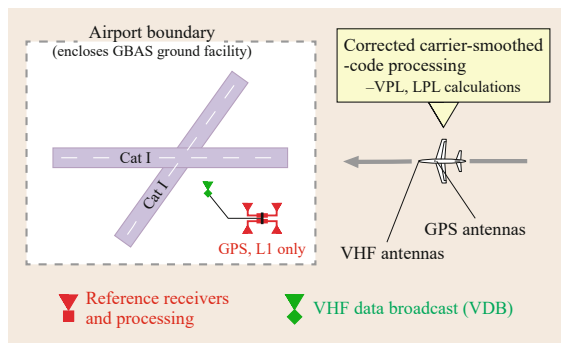 Airport boundary
(encloses GBAS ground facility)
Corrected carrier-smoothed
-code processing
–VPL, LPL calculations
Cat I
Cat I
GPS, L1 only
GPS antennas
VHF antennas
Reference receivers
and processing
VHF data broadcast (VDB)